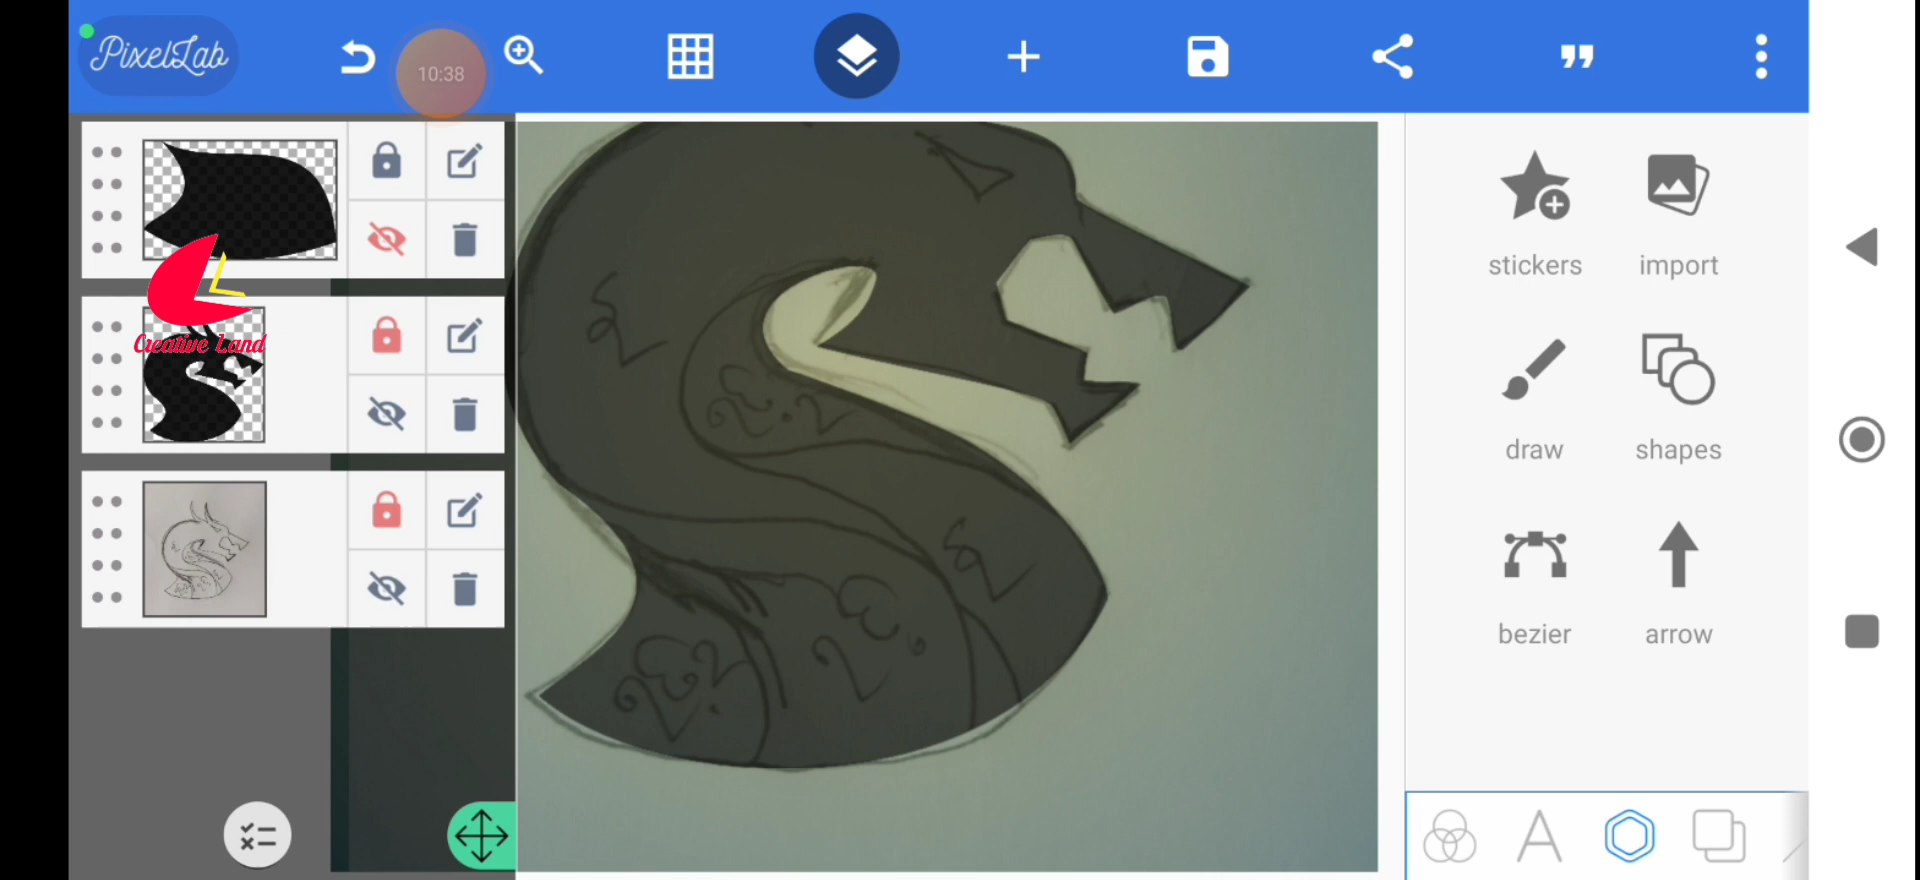 PixelLab
10:38
Creative Land
stickers
import
draw
shapes
bezier
arrow